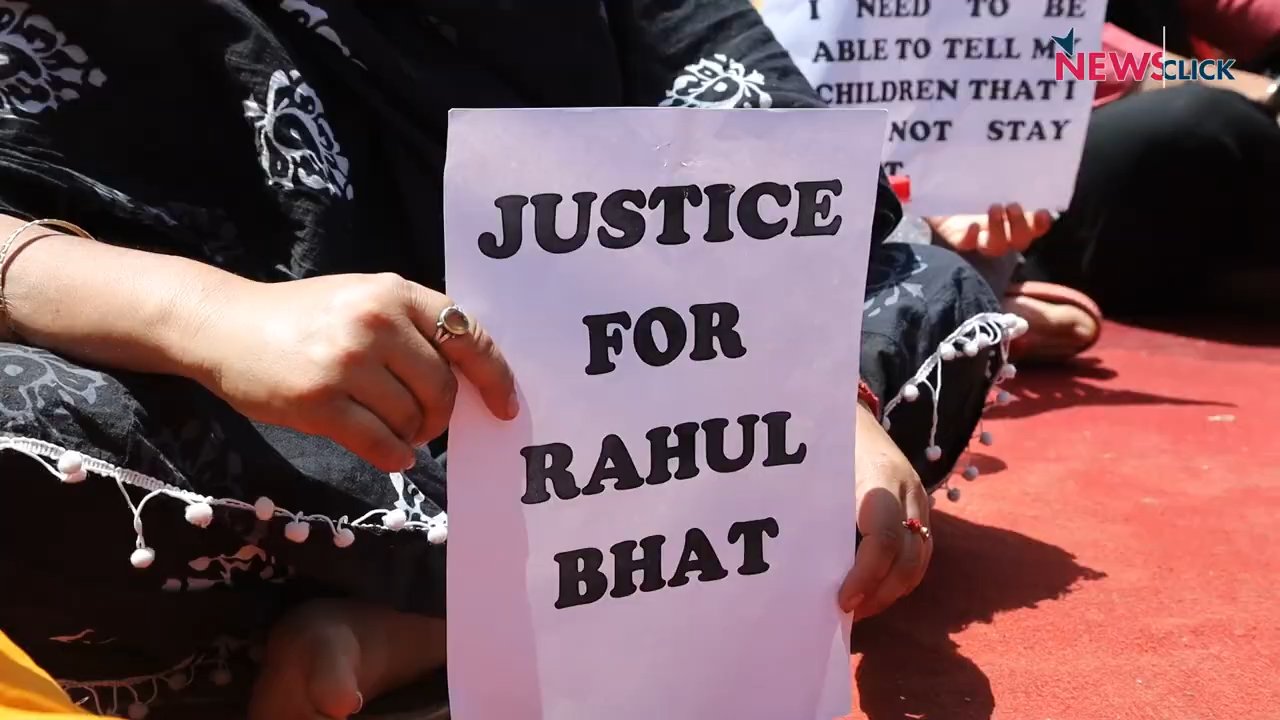 I NEED TO BE
ABLE TO TELL MY
CHILDREN THAT I
NOT STAY
NEWSCLICK
JUSTICE
FOR
RAHUL
BHAT